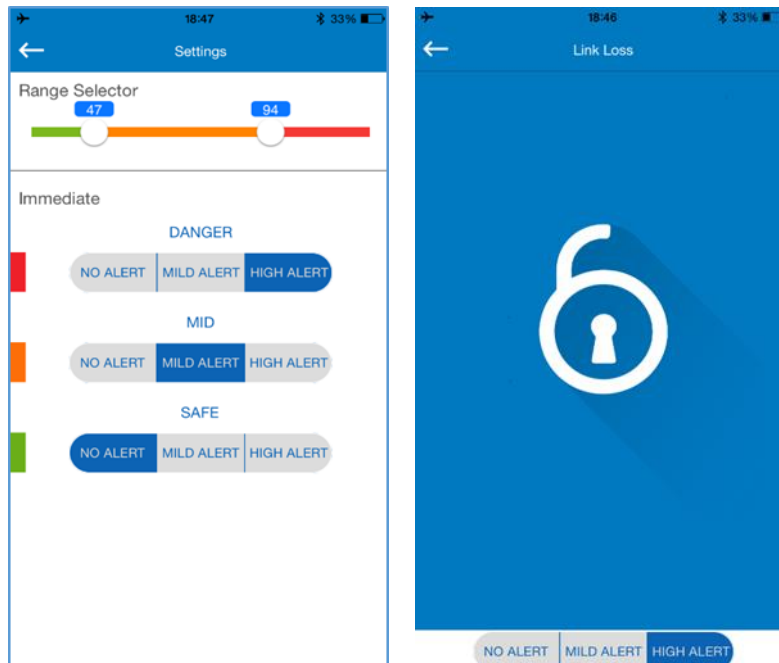 18:47 33%
Settings
Range Selector
47 94
Immediate
DANGER
NO ALERT MILD ALERT HIGH ALERT
MID
NO ALERT MILD ALERT HIGH ALERT
SAFE
NO ALERT MILD ALERT HIGH ALERT
18:46 33%
Link Loss
NO ALERT MILD ALERT HIGH ALERT